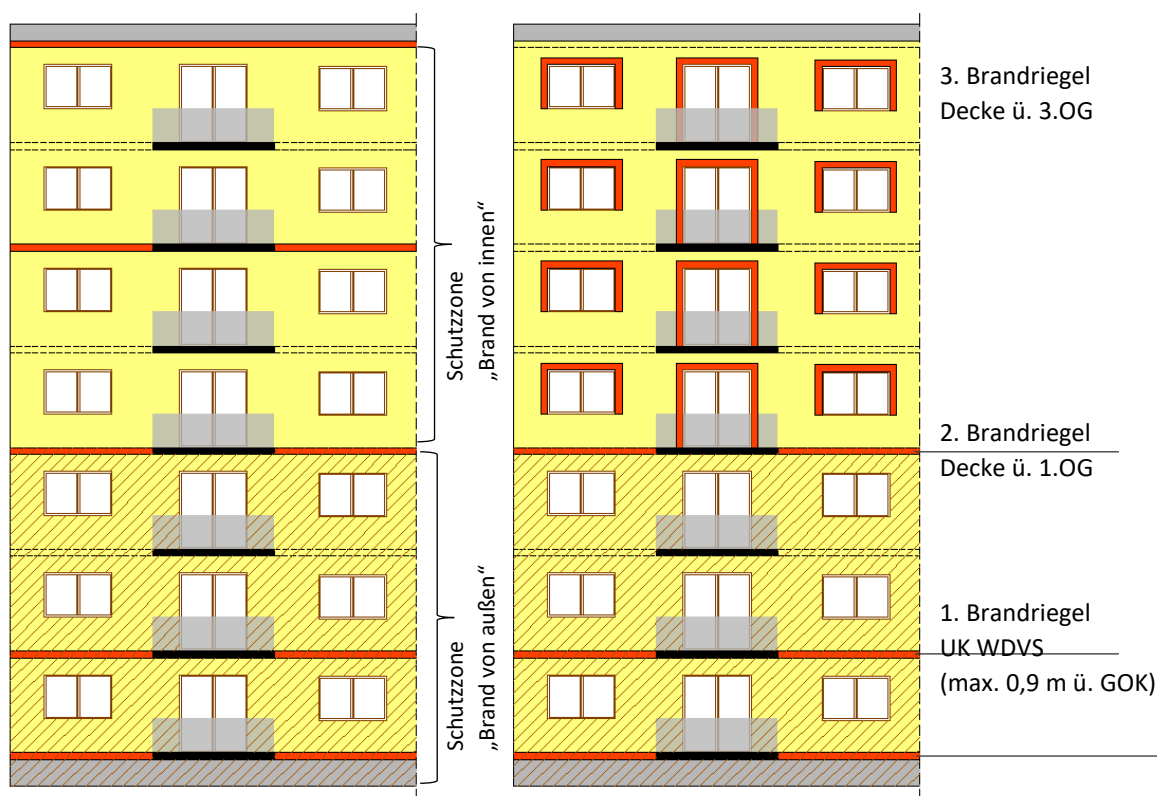 Schutzzone
„Brand von innen“
Schutzzone
„Brand von außen“
3. Brandriegel
Decke ü. 3.OG
2. Brandriegel
Decke ü. 1.OG
1. Brandriegel
UK WDVS
(max. 0,9 m ü. GOK)